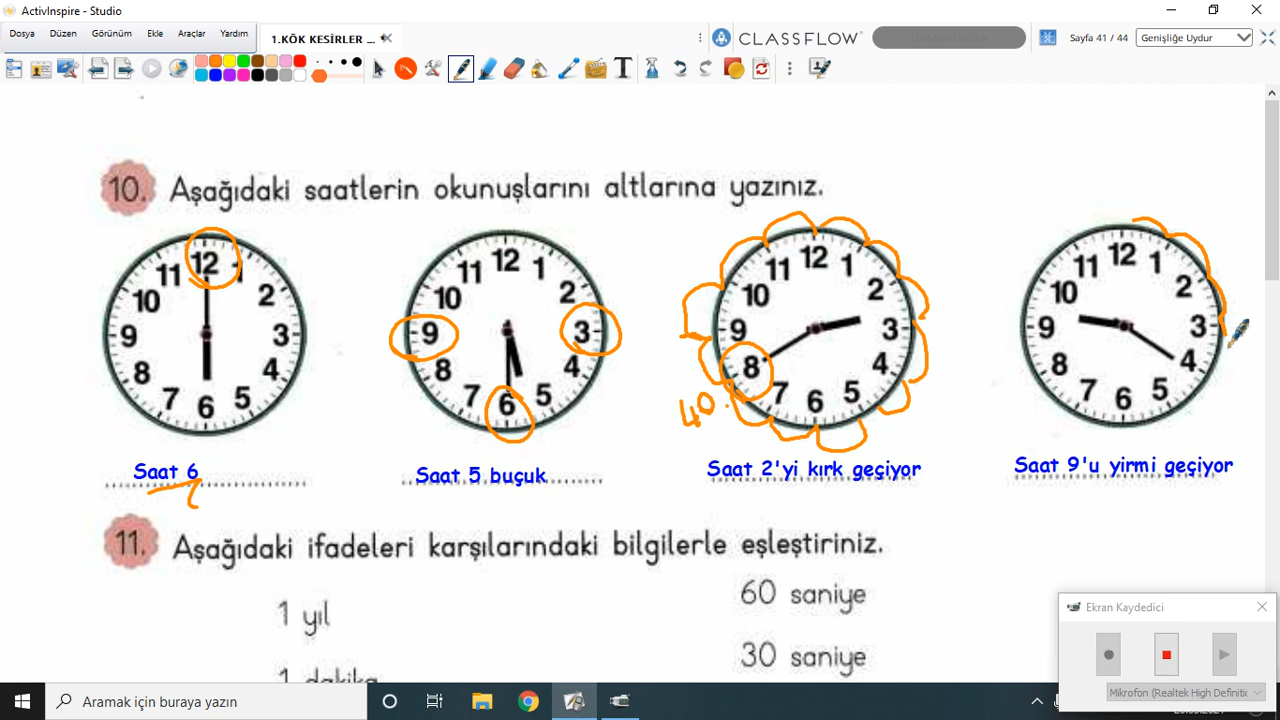 ActivInspire - Studio
Dosya Düzen Görünüm Ekle Araçlar Yardım
1.KÖK KESİRLER ...
CLASSFLOW
Sayfa 41 / 44
Genişliğe Uydur
10. Aşağıdaki saatlerin okunuşlarını altlarına yazınız.
12 1 2 3 4 5 6 7 8 9 10 11
12 1 2 3 4 5 6 7 8 9 10 11
12 1 2 3 4 5 6 7 8 9 10 11
12 1 2 3 4 5 6 7 8 9 10 11
40
Saat 6
Saat 5 buçuk
Saat 2'yi kırk geçiyor
Saat 9'u yirmi geçiyor
11. Aşağıdaki ifadeleri karşılarındaki bilgilerle eşleştiriniz.
1 yıl
60 saniye
30 saniye
1 dakika
Ekran Kaydedici
Mikrofon (Realtek High Definitic
Aramak için buraya yazın